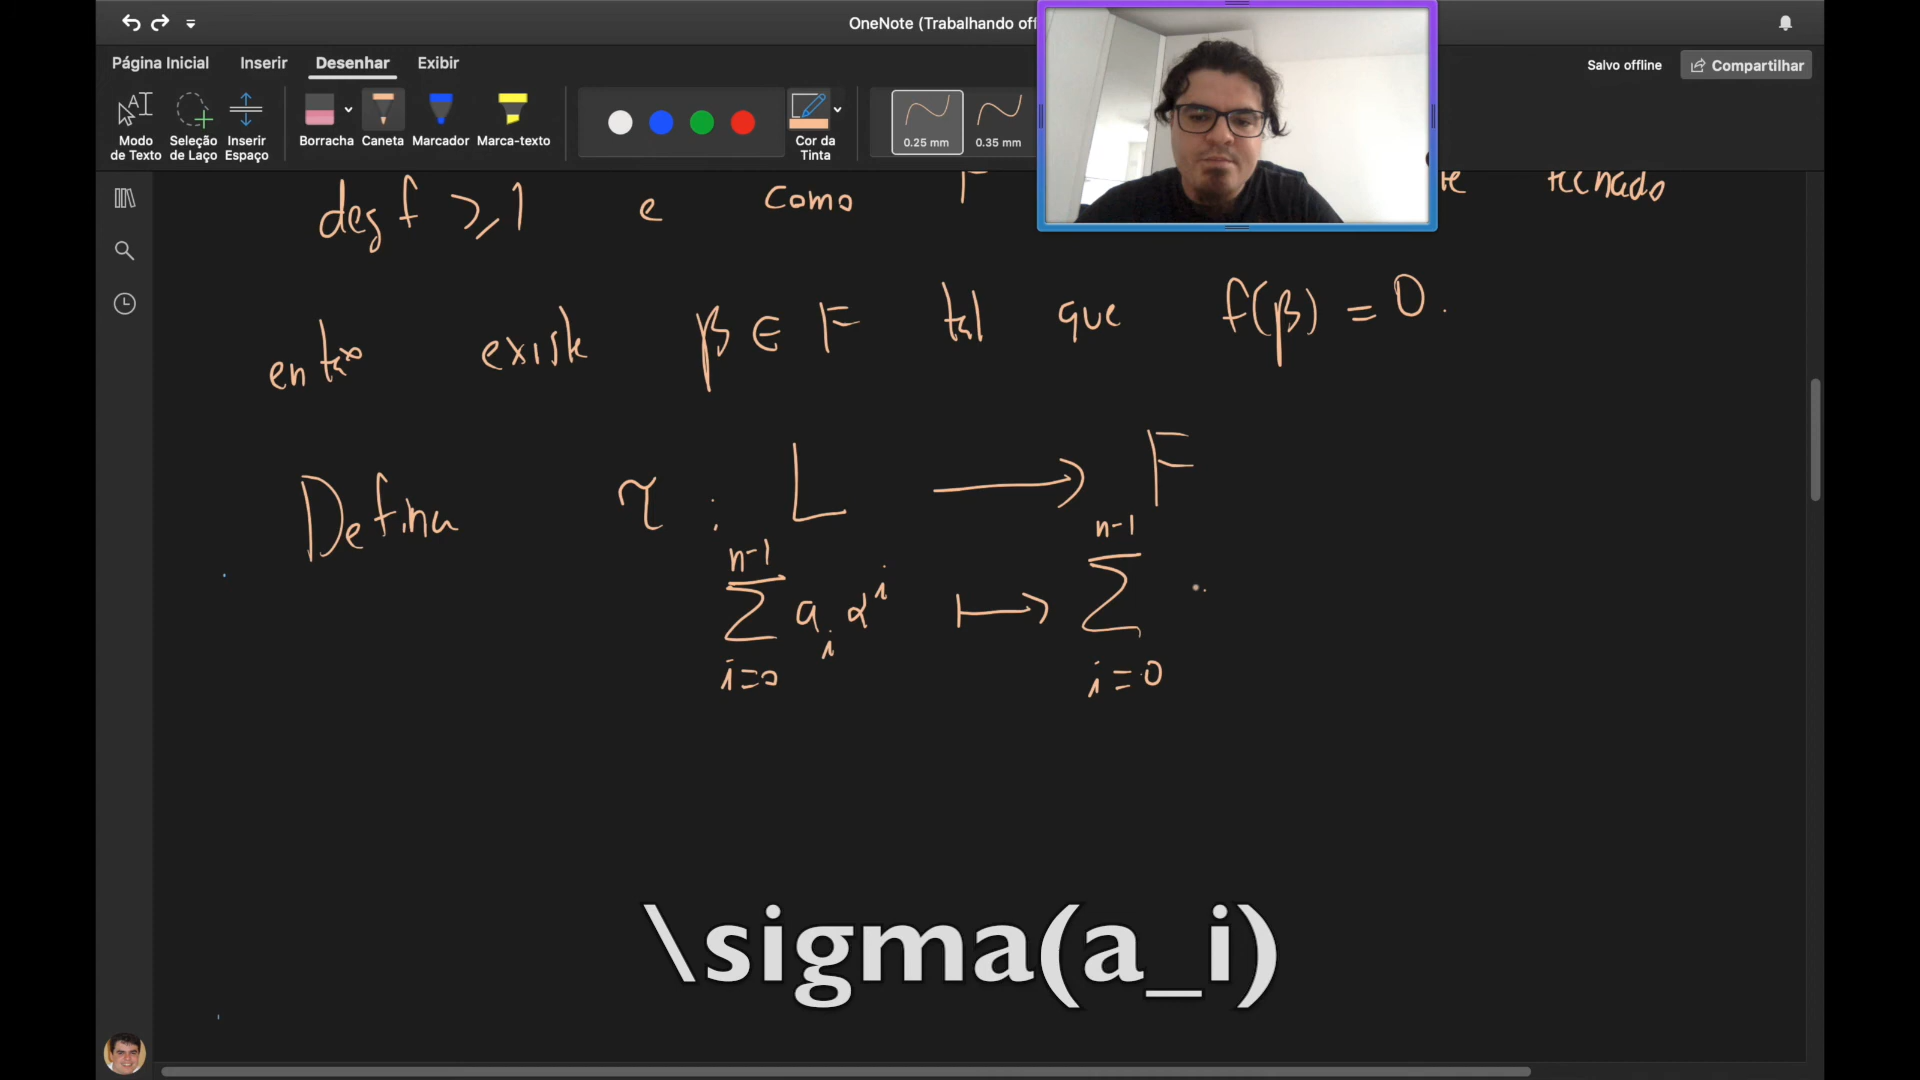 OneNote (Trabalhando off
Página Inicial Inserir Desenhar Exibir
Salvo offline Compartilhar
Modo de Texto Seleção de Laço Inserir Espaço Borracha Caneta Marcador Marca-texto Cor da Tinta 0.25 mm 0.35 mm
deg f ⩾ 1 e como F fechado
então existe β ∈ F tal que f(β) = 0.
Defina τ : L ⟶ F
∑_{i=0}^{n-1} a_i α^i ⟼ ∑_{i=0}^{n-1}
\sigma(a_i)